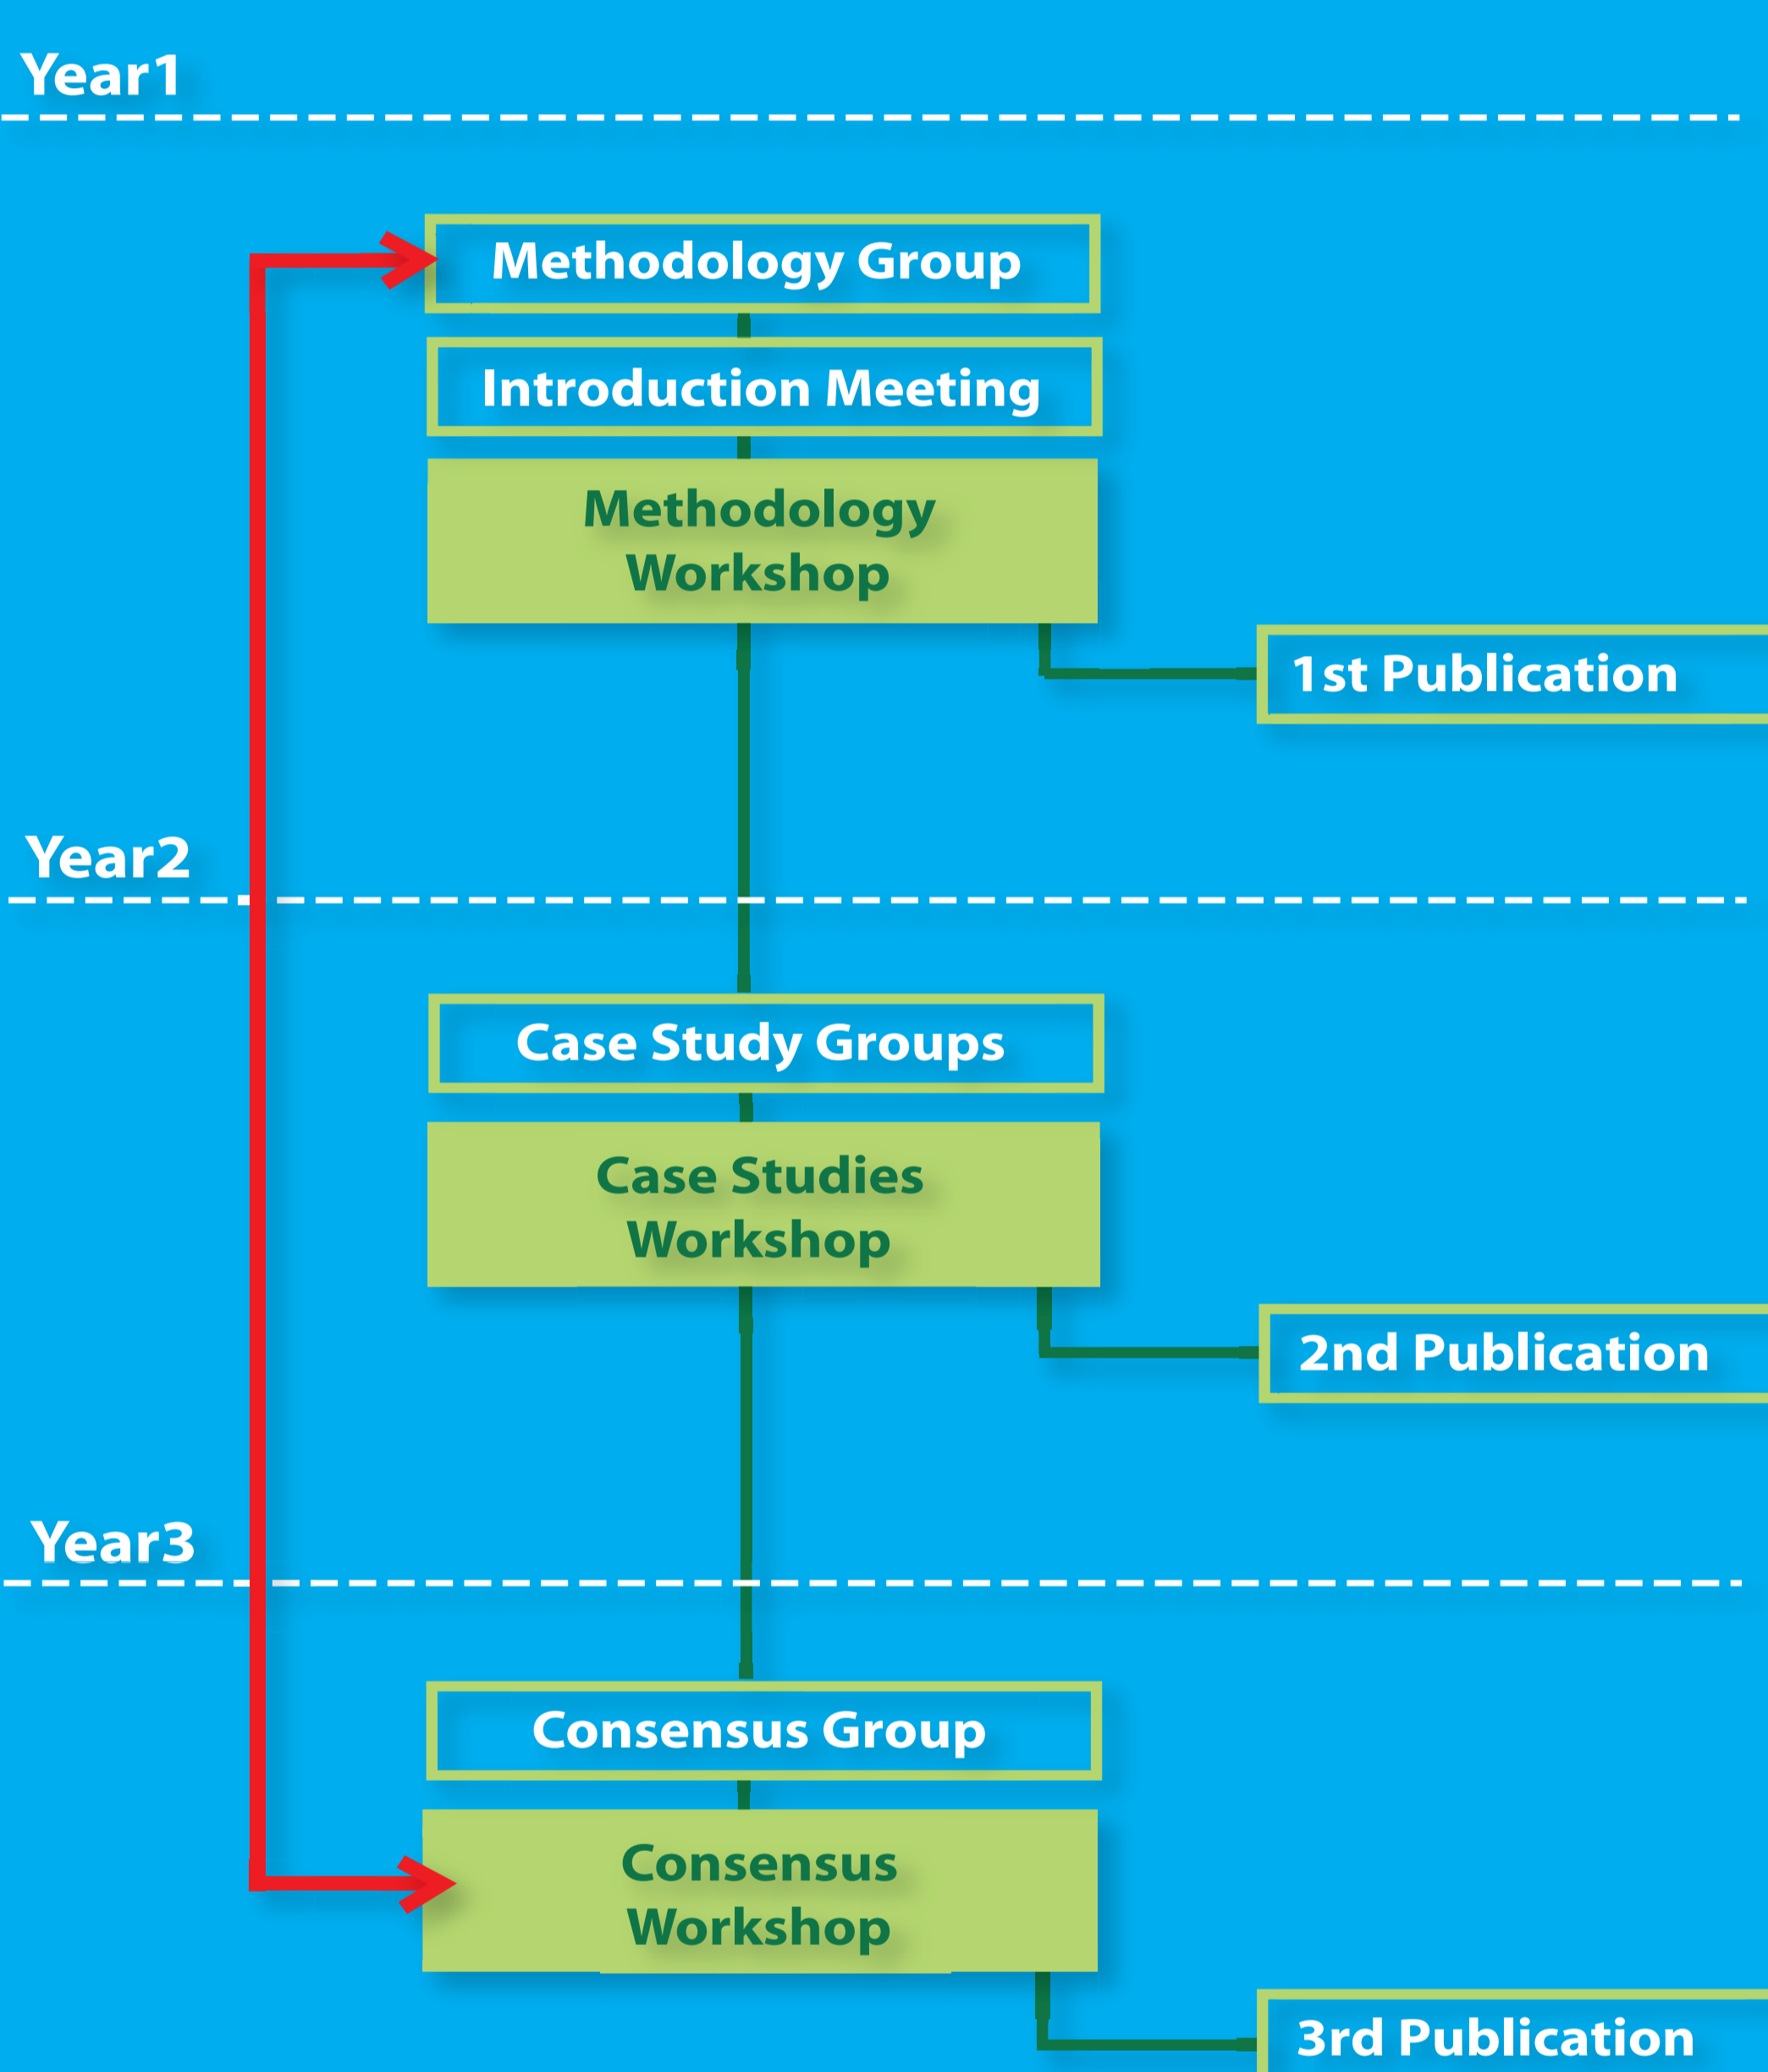 Year1
Methodology Group
Introduction Meeting
Methodology
Workshop
1st Publication
Year2
Case Study Groups
Case Studies
Workshop
2nd Publication
Year3
Consensus Group
Consensus
Workshop
3rd Publication